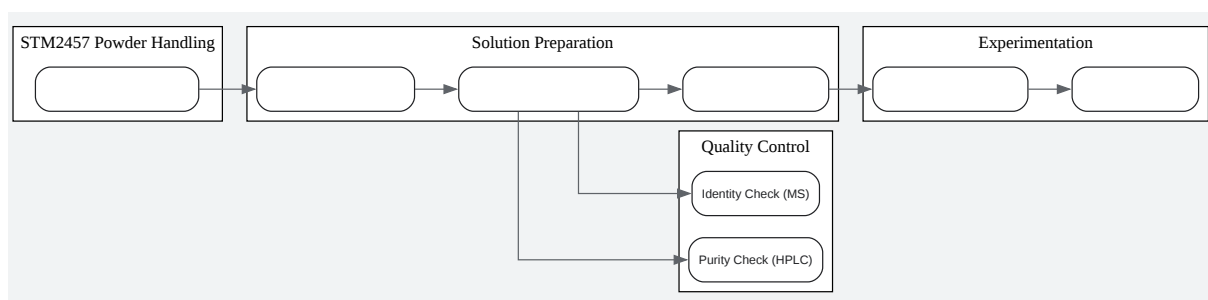 STM2457 Powder Handling
Solution Preparation
Experimentation
Quality Control
Identity Check (MS)
Purity Check (HPLC)